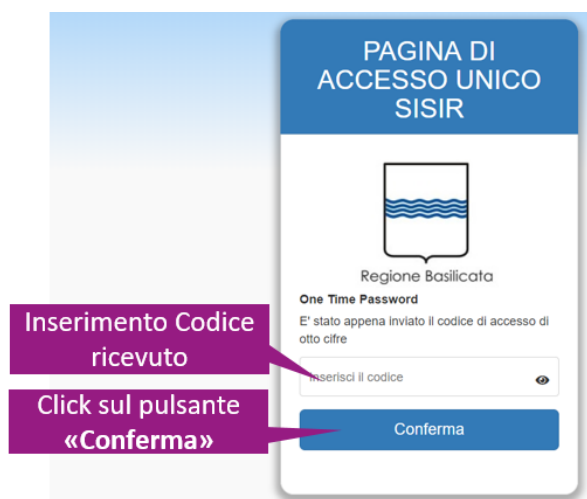 PAGINA DI
ACCESSO UNICO
SISIR
Regione Basilicata
One Time Password
E' stato appena inviato il codice di accesso di
otto cifre
Inserimento Codice
ricevuto
Inserisci il codice
Click sul pulsante
«Conferma»
Conferma